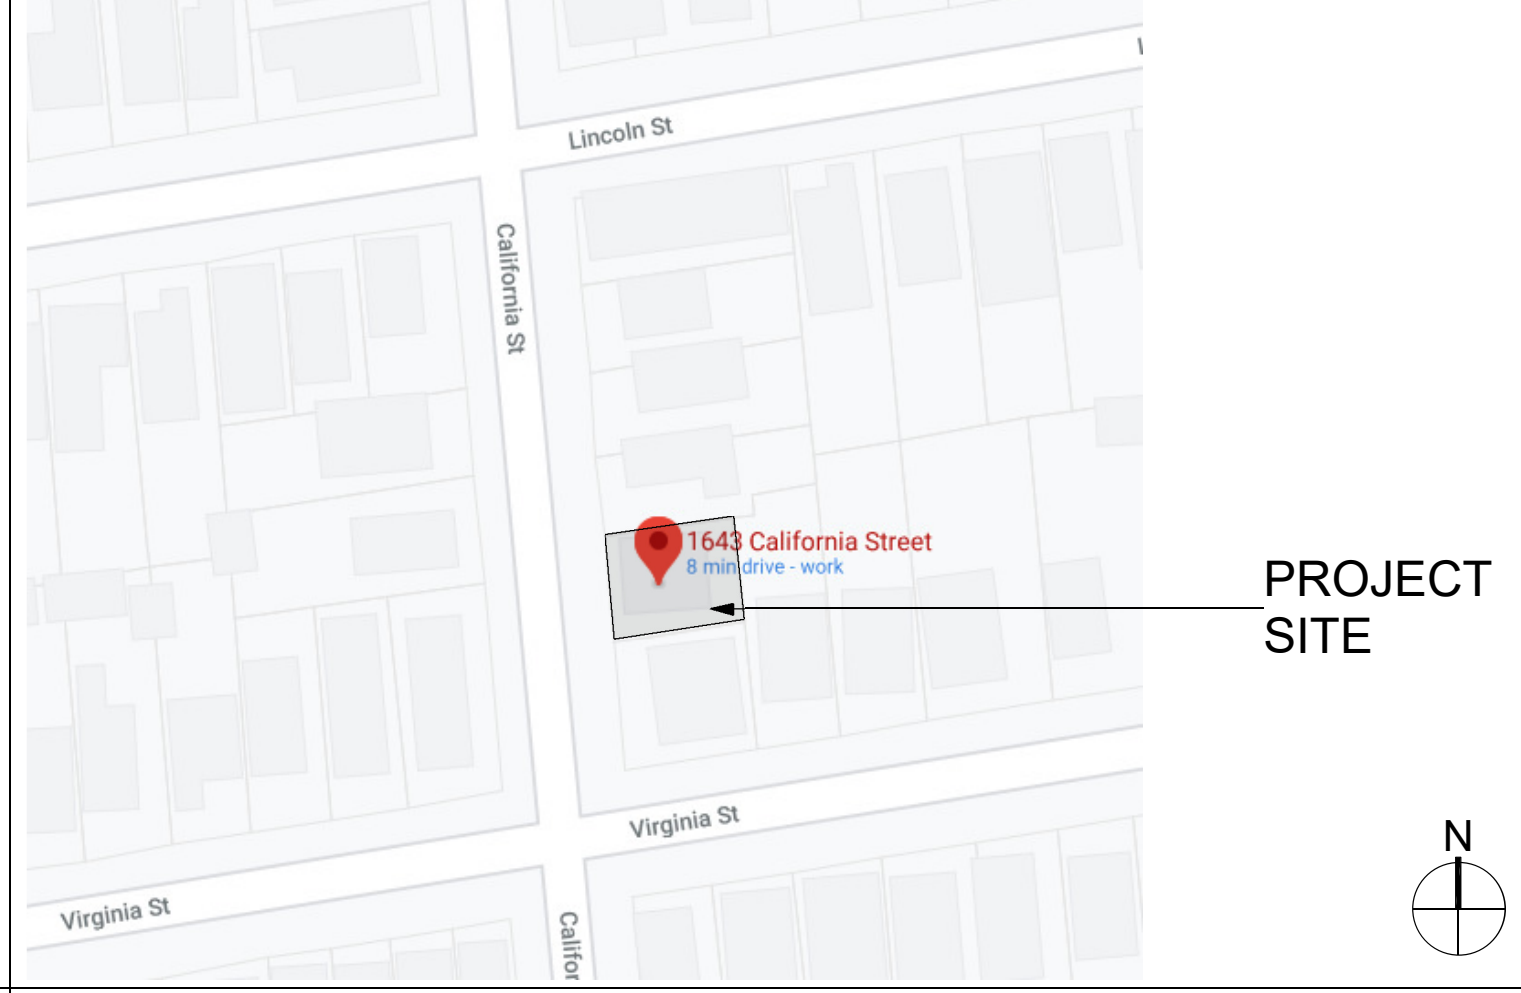 Lincoln St
California St
1643 California Street
8 min drive - work
PROJECT
SITE
Virginia St
N
Virginia St